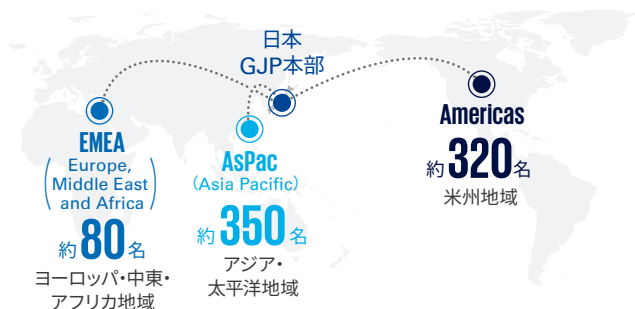 日本
GJP本部
EMEA
(Europe,
Middle East
and Africa)
約80名
ヨーロッパ・中東・
アフリカ地域
AsPac
(Asia Pacific)
約350名
アジア・
太平洋地域
Americas
約320名
米州地域